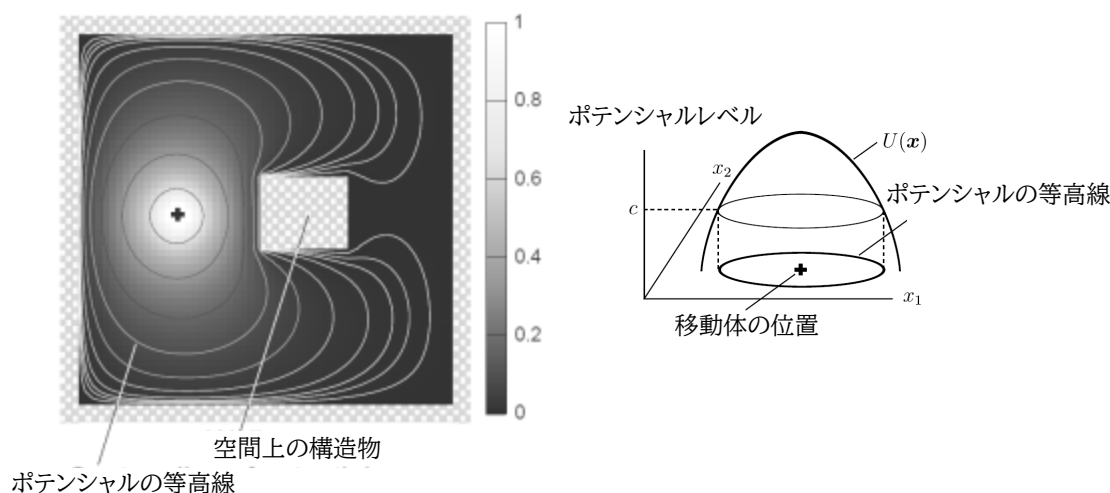 1
0.8
0.6
0.4
0.2
0
空間上の構造物
ポテンシャルの等高線
ポテンシャルレベル
U(x)
x₂
ポテンシャルの等高線
c
x₁
移動体の位置